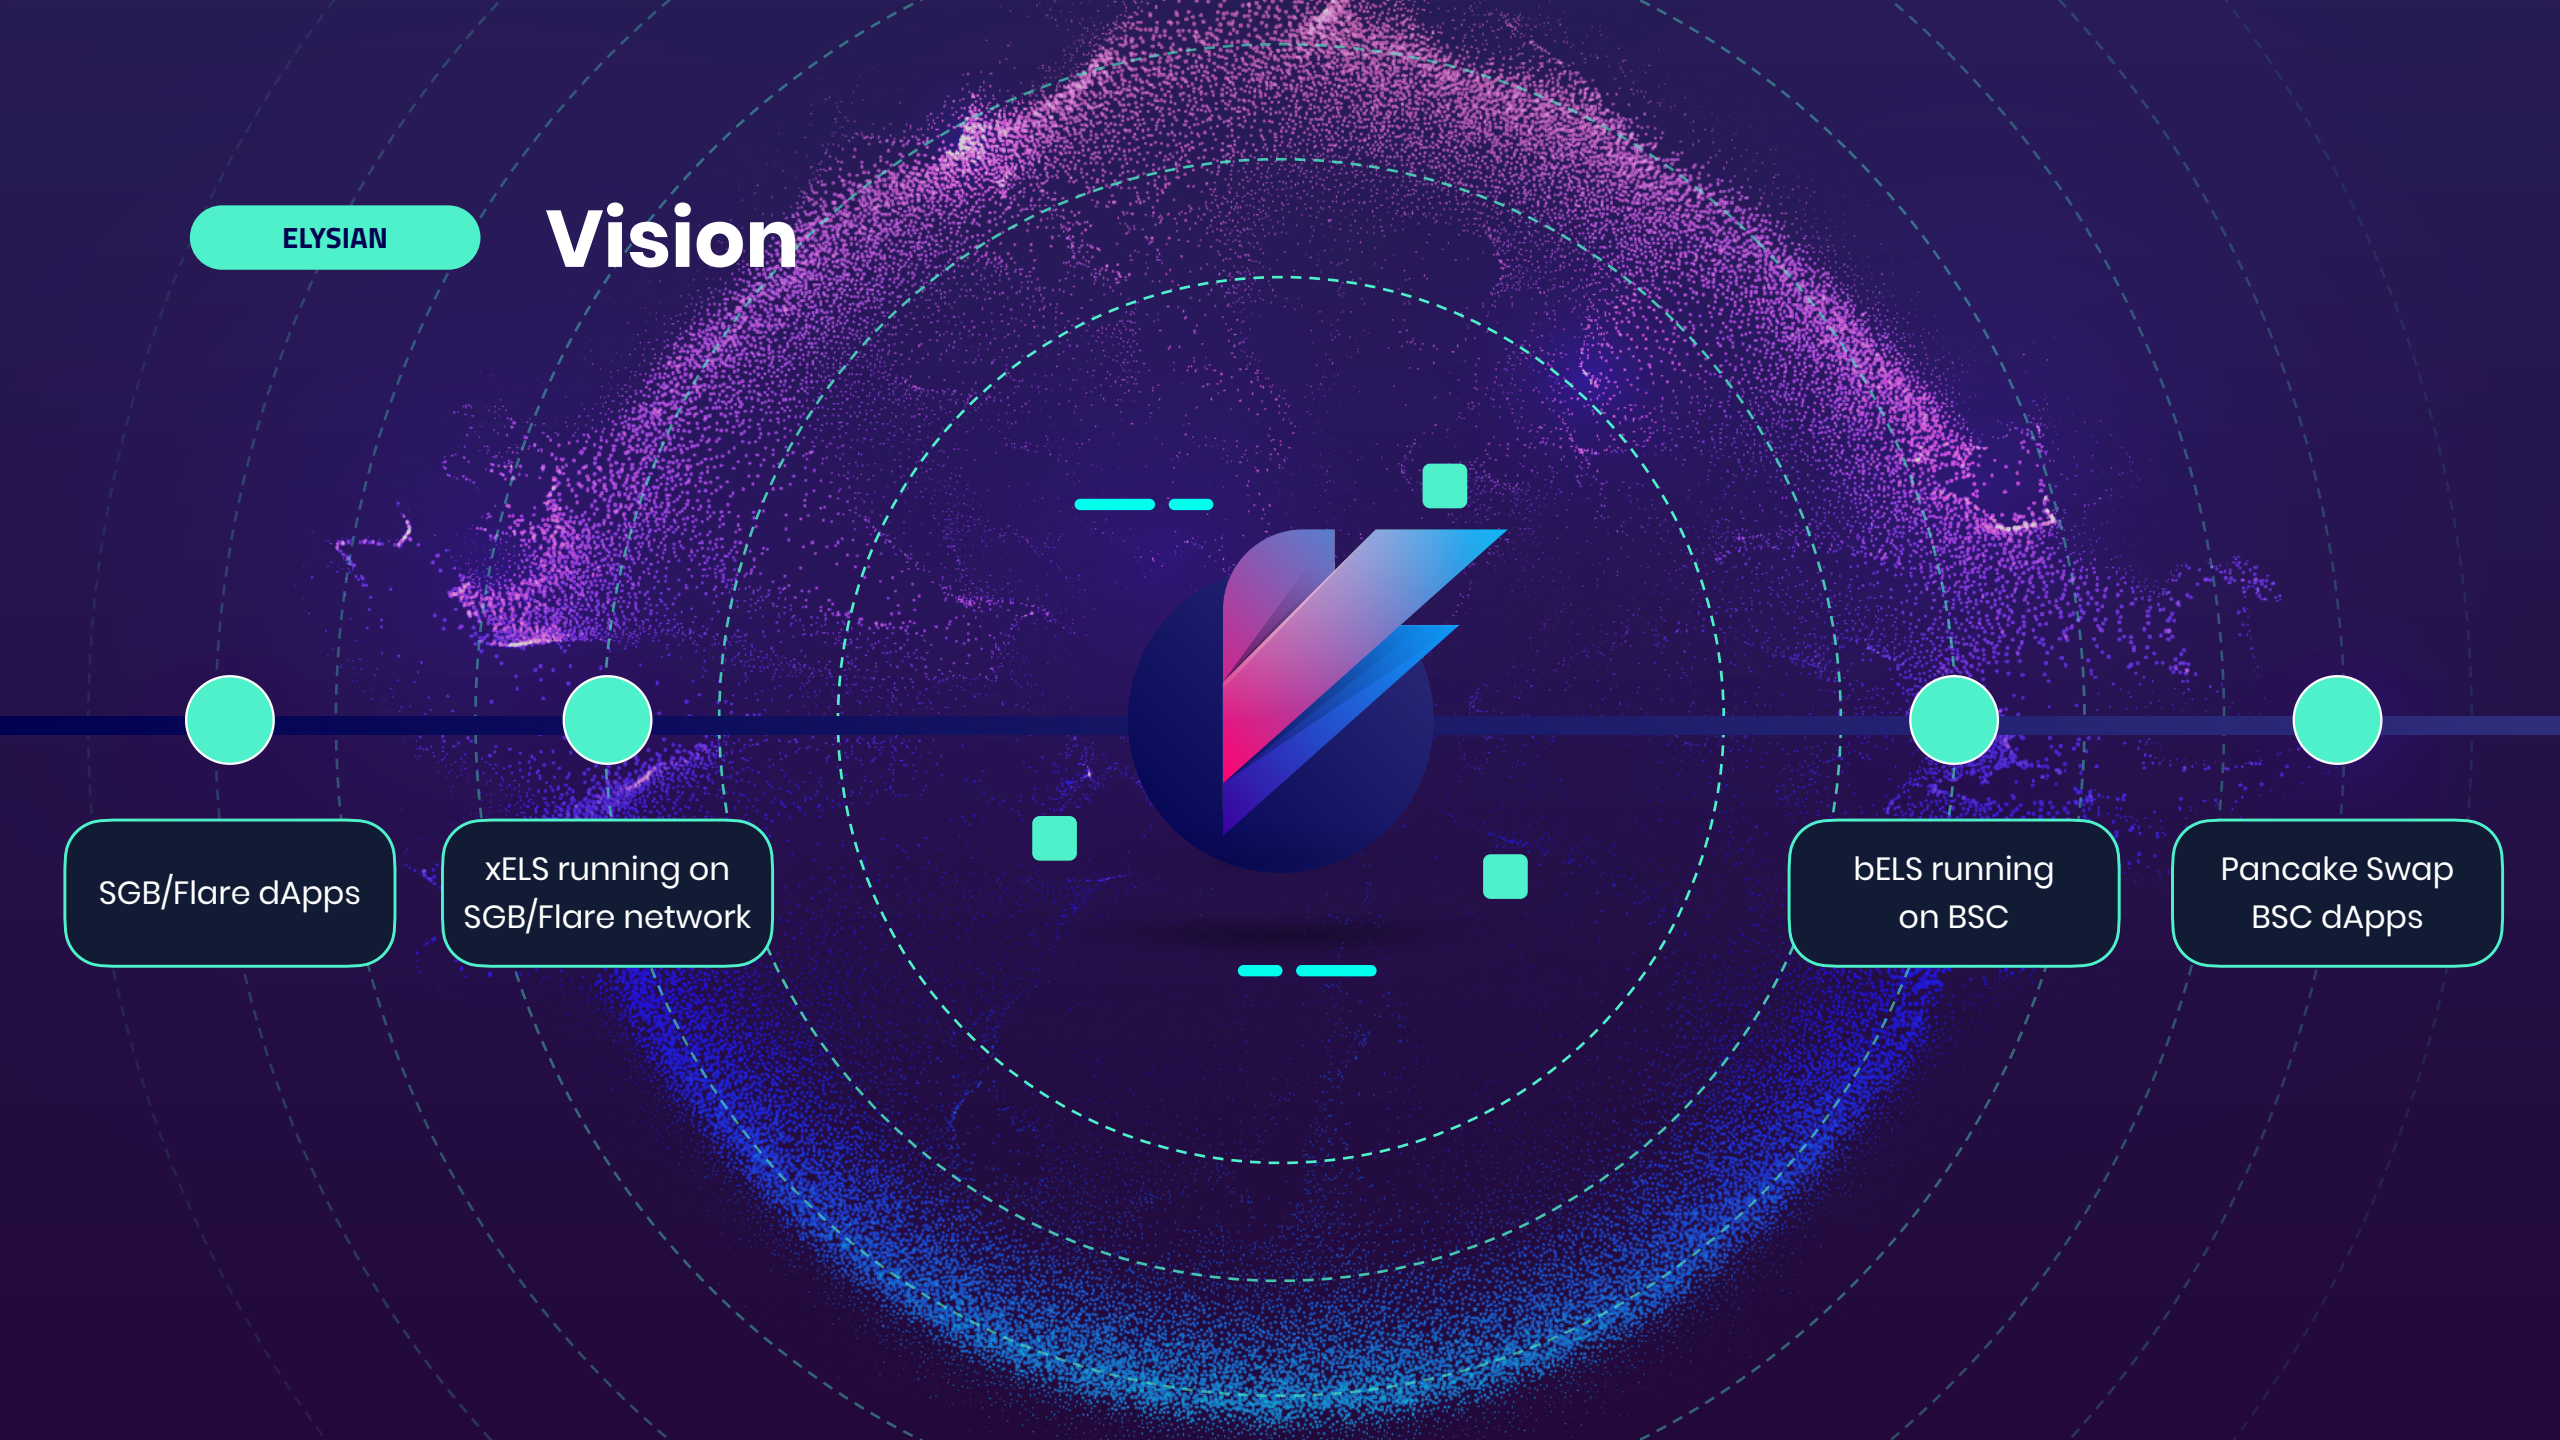 ELYSIAN
Vision
SGB/Flare dApps
xELS running on
SGB/Flare network
bELS running
on BSC
Pancake Swap
BSC dApps